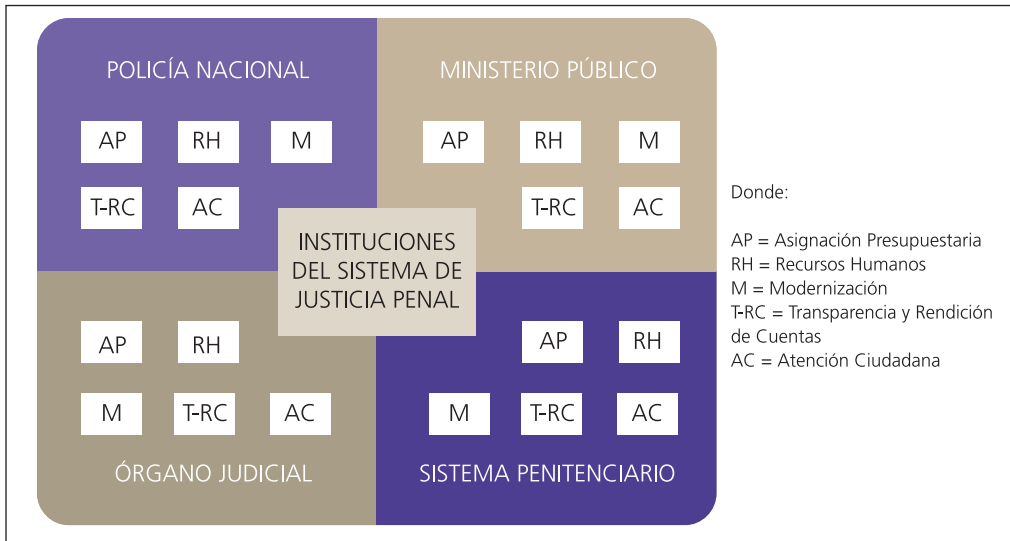 POLICÍA NACIONAL
AP RH M
T-RC AC
MINISTERIO PÚBLICO
AP RH M
T-RC AC
INSTITUCIONES
DEL SISTEMA DE
JUSTICIA PENAL
AP RH
M T-RC AC
ÓRGANO JUDICIAL
AP RH
M T-RC AC
SISTEMA PENITENCIARIO
Donde:
AP = Asignación Presupuestaria
RH = Recursos Humanos
M = Modernización
T-RC = Transparencia y Rendición
de Cuentas
AC = Atención Ciudadana